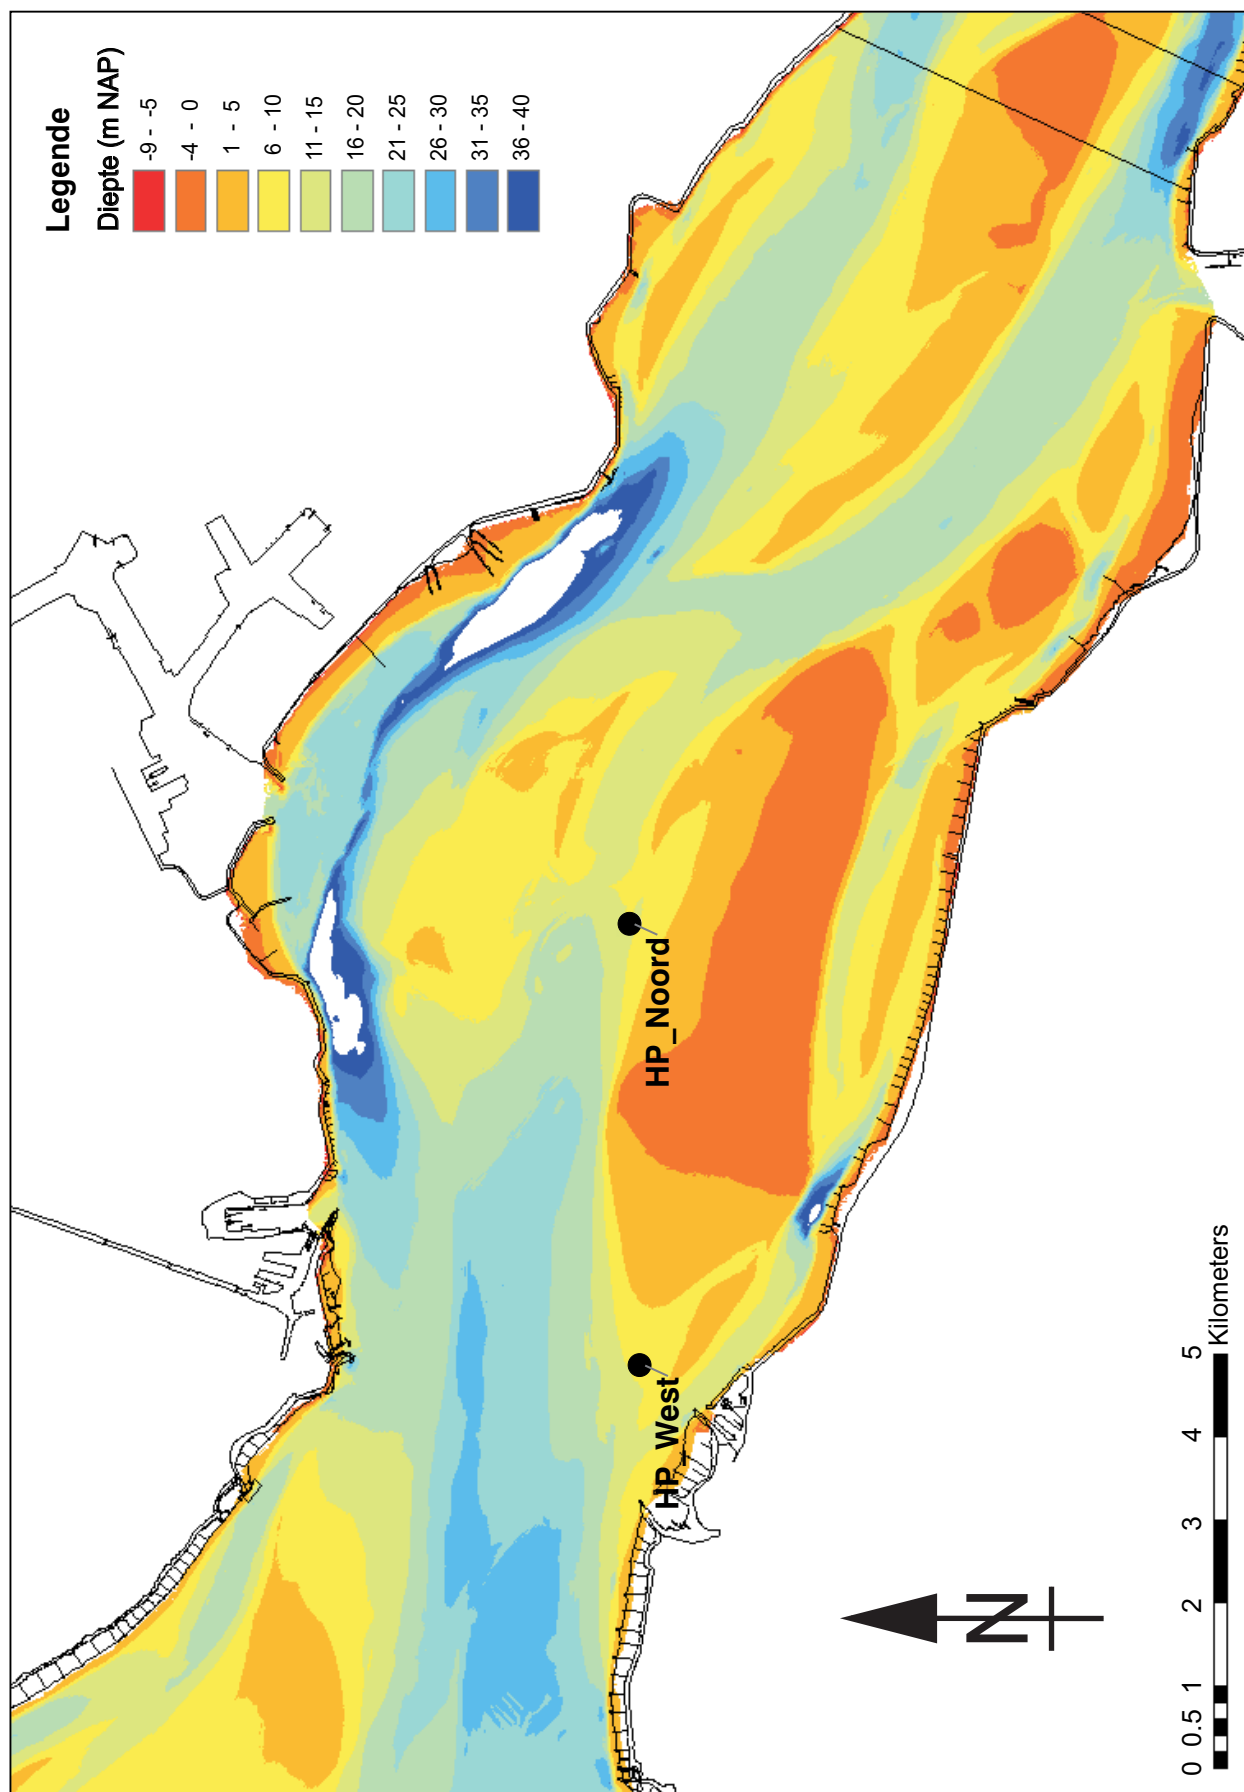 Legende
Diepte (m NAP)
-9 - -5
-4 - 0
1 - 5
6 - 10
11 - 15
16 - 20
21 - 25
26 - 30
31 - 35
36 - 40
HP_Noord
HP_West
N
0 0.5 1 2 3 4 5
Kilometers